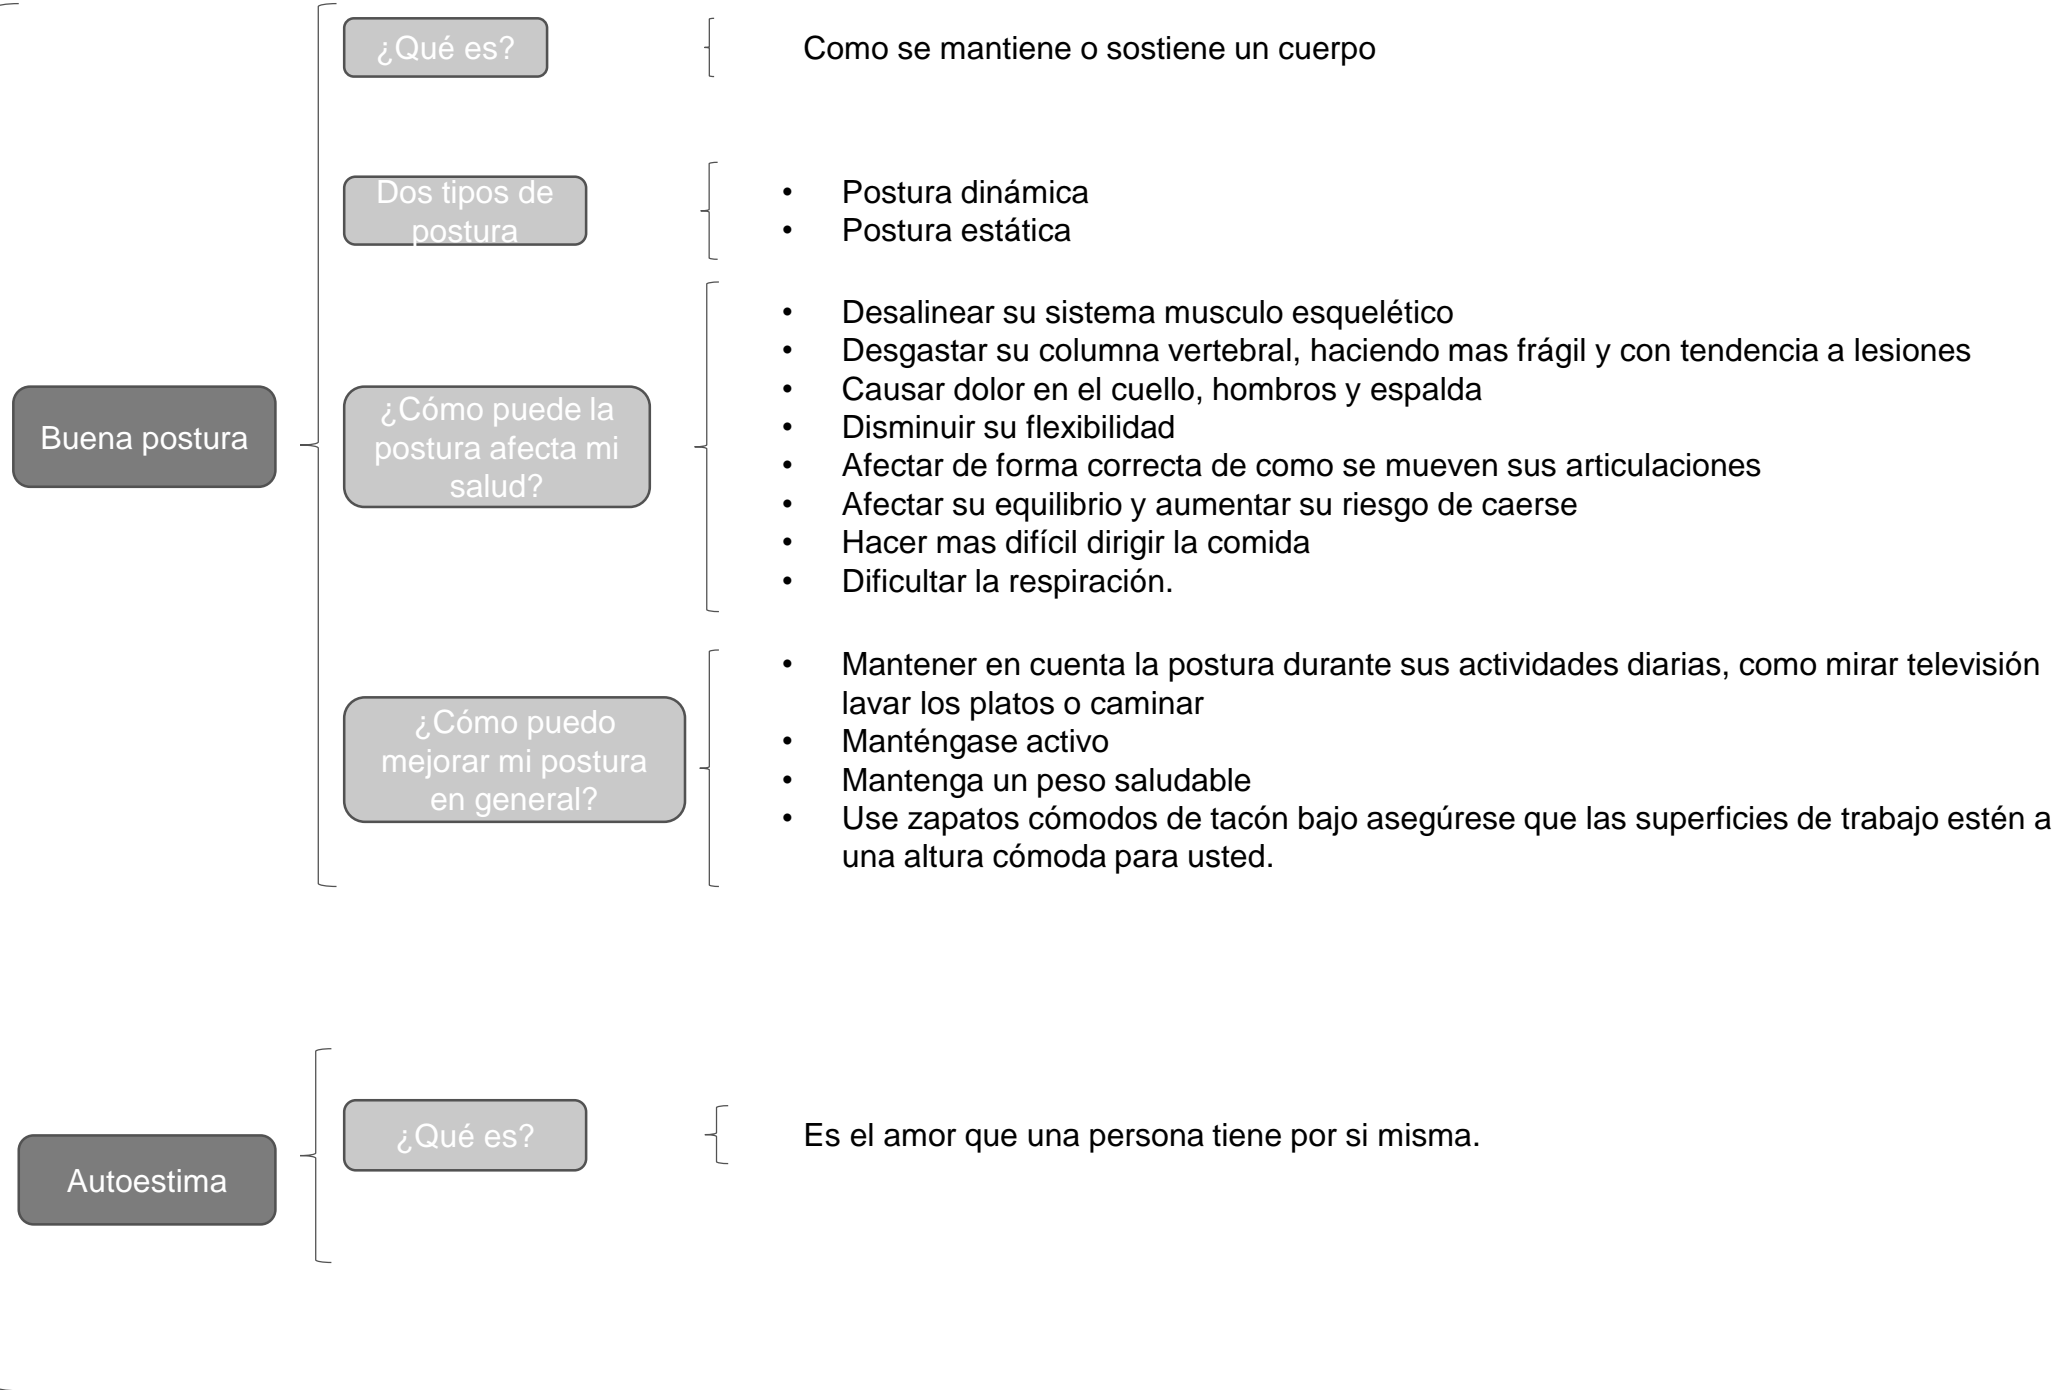 ¿Qué es?
Como se mantiene o sostiene un cuerpo
Dos tipos de
postura
• Postura dinámica
• Postura estática
Buena postura
¿Cómo puede la
postura afecta mi
salud?
• Desalinear su sistema musculo esquelético
• Desgastar su columna vertebral, haciendo mas frágil y con tendencia a lesiones
• Causar dolor en el cuello, hombros y espalda
• Disminuir su flexibilidad
• Afectar de forma correcta de como se mueven sus articulaciones
• Afectar su equilibrio y aumentar su riesgo de caerse
• Hacer mas difícil dirigir la comida
• Dificultar la respiración.
¿Cómo puedo
mejorar mi postura
en general?
• Mantener en cuenta la postura durante sus actividades diarias, como mirar televisión
lavar los platos o caminar
• Manténgase activo
• Mantenga un peso saludable
• Use zapatos cómodos de tacón bajo asegúrese que las superficies de trabajo estén a
una altura cómoda para usted.
Autoestima
¿Qué es?
Es el amor que una persona tiene por si misma.